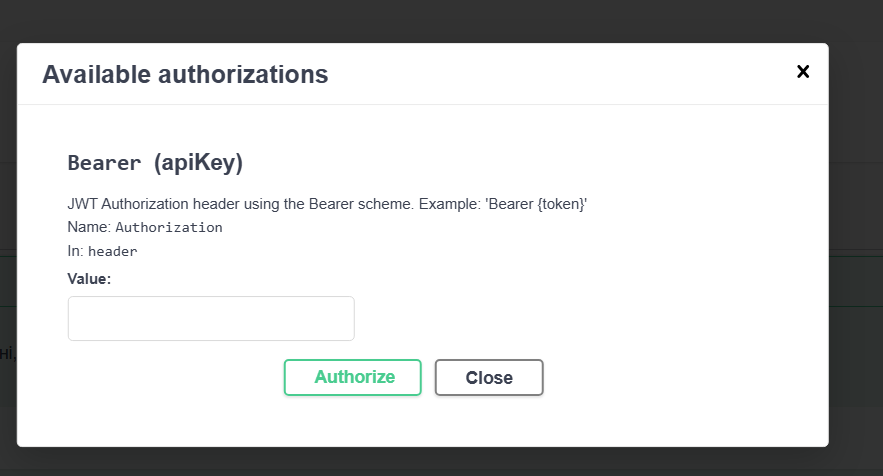 Available authorizations
Bearer (apiKey)
JWT Authorization header using the Bearer scheme. Example: 'Bearer {token}'
Name: Authorization
In: header
Value:
Authorize
Close